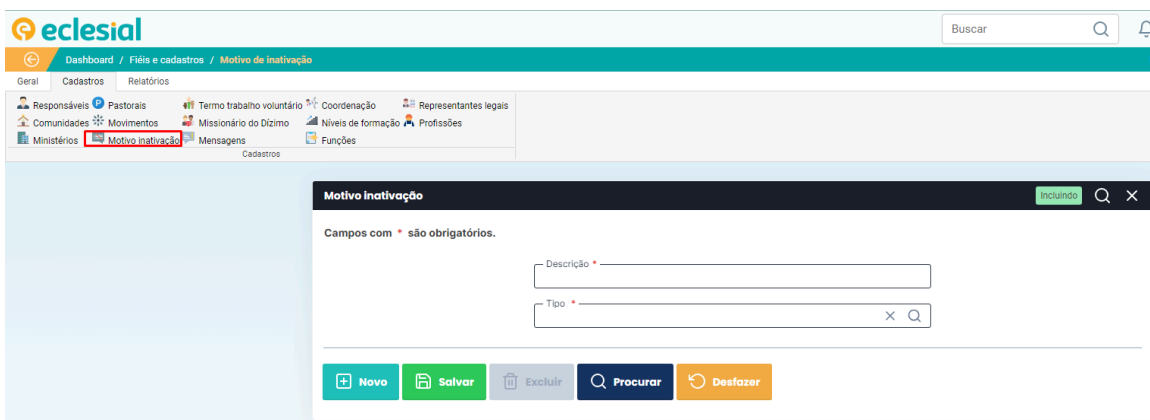 eclesial
Buscar
Dashboard / Fiéis e cadastros / Motivo de inativação
Geral Cadastros Relatórios
Responsáveis Pastorais Termo trabalho voluntário Coordenação Representantes legais
Comunidades Movimentos Missionário do Dízimo Níveis de formação Profissões
Ministérios Motivo inativação Mensagens Funções
Cadastros
Motivo inativação Incluindo
Campos com * são obrigatórios.
Descrição *
Tipo *
Novo Salvar Excluir Procurar Desfazer